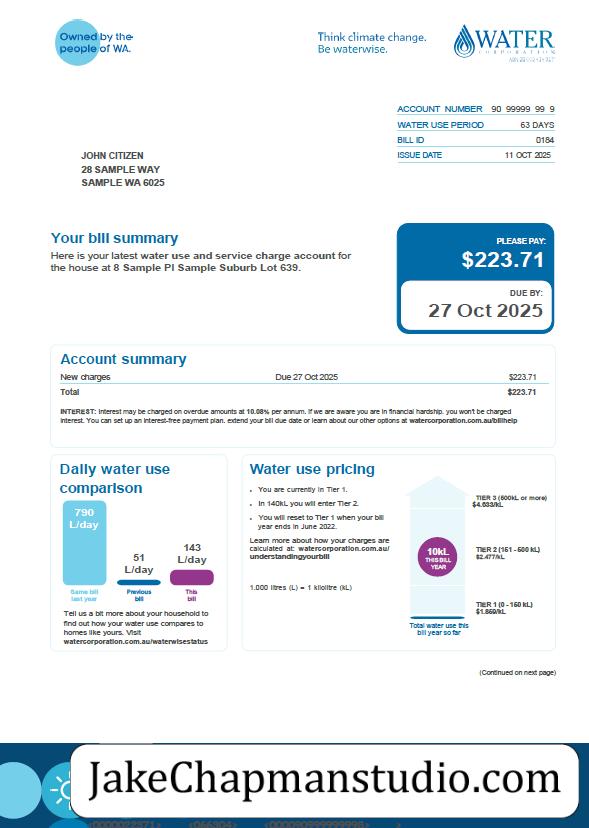 Owned by the
people of WA.
Think climate change.
Be waterwise.
WATER
CORPORATION
ACCOUNT NUMBER 90 99999 99 9
WATER USE PERIOD 63 DAYS
BILL ID 0184
ISSUE DATE 11 OCT 2025
JOHN CITIZEN
28 SAMPLE WAY
SAMPLE WA 6025
Your bill summary
Here is your latest water use and service charge account for
the house at 8 Sample Pl Sample Suburb Lot 639.
PLEASE PAY:
$223.71
DUE BY:
27 Oct 2025
Account summary
New charges Due 27 Oct 2025 $223.71
Total $223.71
INTEREST: Interest may be charged on overdue amounts at 10.08% per annum. If we are aware you are in financial hardship, you won't be charged
interest. You can set up an interest-free payment plan, extend your bill due date or learn about our other options at watercorporation.com.au/billhelp
Daily water use
comparison
790
L/day
51
L/day
143
L/day
Same bill
last year
Previous
bill
This
bill
Tell us a bit more about your household to
find out how your water use compares to
homes like yours. Visit
watercorporation.com.au/waterwisestatus
Water use pricing
• You are currently in Tier 1.
• In 140kL you will enter Tier 2.
• You will reset to Tier 1 when your bill
year ends in June 2022.
Learn more about how your charges are
calculated at: watercorporation.com.au/
understandingyourbill
1.000 litres (L) = 1 kilolitre (kL)
TIER 3 (500kL or more)
$4.633/kL
10kL
THIS BILL
YEAR
TIER 2 (151 - 500 kL)
$2.477/kL
TIER 1 (0 - 150 kL)
$1.859/kL
Total water use this
bill year so far
(Continued on next page)
JakeChapmanstudio.com